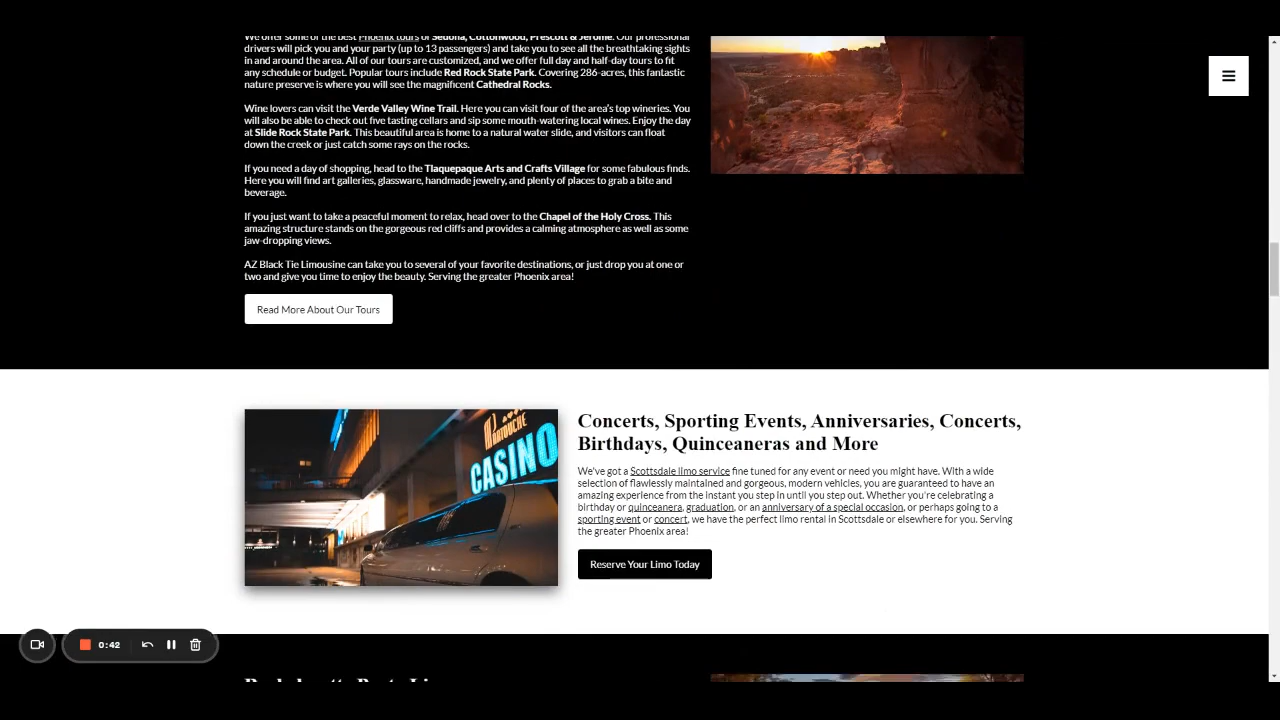 We offer some of the best Phoenix tours of Sedona, Cottonwood, Prescott & Jerome. Our professional
drivers will pick you and your party (up to 13 passengers) and take you to see all the breathtaking sights
in and around the area. All of our tours are customized, and we offer full day and half-day tours to fit
any schedule or budget. Popular tours include Red Rock State Park. Covering 286-acres, this fantastic
nature preserve is where you will see the magnificent Cathedral Rocks.
Wine lovers can visit the Verde Valley Wine Trail. Here you can visit four of the area's top wineries. You
will also be able to check out five tasting cellars and sip some mouth-watering local wines. Enjoy the day
at Slide Rock State Park. This beautiful area is home to a natural water slide, and visitors can float
down the creek or just catch some rays on the rocks.
If you need a day of shopping, head to the Tlaquepaque Arts and Crafts Village for some fabulous finds.
Here you will find art galleries, glassware, handmade jewelry, and plenty of places to grab a bite and
beverage.
If you just want to take a peaceful moment to relax, head over to the Chapel of the Holy Cross. This
amazing structure stands on the gorgeous red cliffs and provides a calming atmosphere as well as some
jaw-dropping views.
AZ Black Tie Limousine can take you to several of your favorite destinations, or just drop you at one or
two and give you time to enjoy the beauty. Serving the greater Phoenix area!
Read More About Our Tours
CASINO
Concerts, Sporting Events, Anniversaries, Concerts,
Birthdays, Quinceaneras and More
We've got a Scottsdale limo service fine tuned for any event or need you might have. With a wide
selection of flawlessly maintained and gorgeous, modern vehicles, you are guaranteed to have an
amazing experience from the instant you step in until you step out. Whether you're celebrating a
birthday or quinceanera, graduation, or an anniversary of a special occasion, or perhaps going to a
sporting event or concert, we have the perfect limo rental in Scottsdale or elsewhere for you. Serving
the greater Phoenix area!
Reserve Your Limo Today
0:42